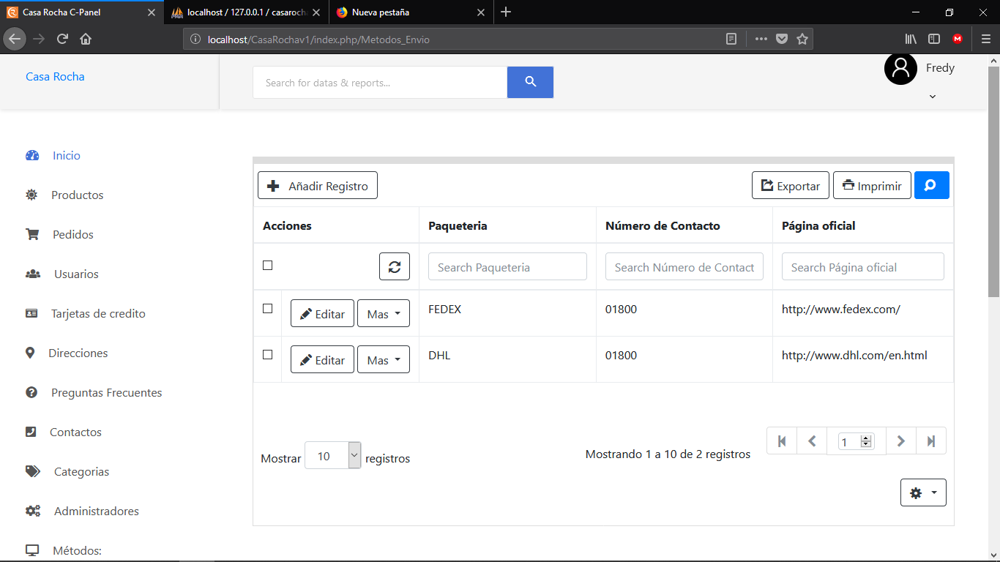 Casa Rocha C-Panel
localhost / 127.0.0.1 / casarocha
Nueva pestaña
localhost/CasaRochav1/index.php/Metodos_Envio
Casa Rocha
Search for datas & reports...
Fredy
Inicio
Productos
Pedidos
Usuarios
Tarjetas de credito
Direcciones
Preguntas Frecuentes
Contactos
Categorias
Administradores
Métodos:
Añadir Registro
Exportar
Imprimir
Acciones
Paqueteria
Número de Contacto
Página oficial
Search Paqueteria
Search Número de Contact
Search Página oficial
Editar
Mas
FEDEX
01800
http://www.fedex.com/
Editar
Mas
DHL
01800
http://www.dhl.com/en.html
Mostrar 10 registros
Mostrando 1 a 10 de 2 registros
1